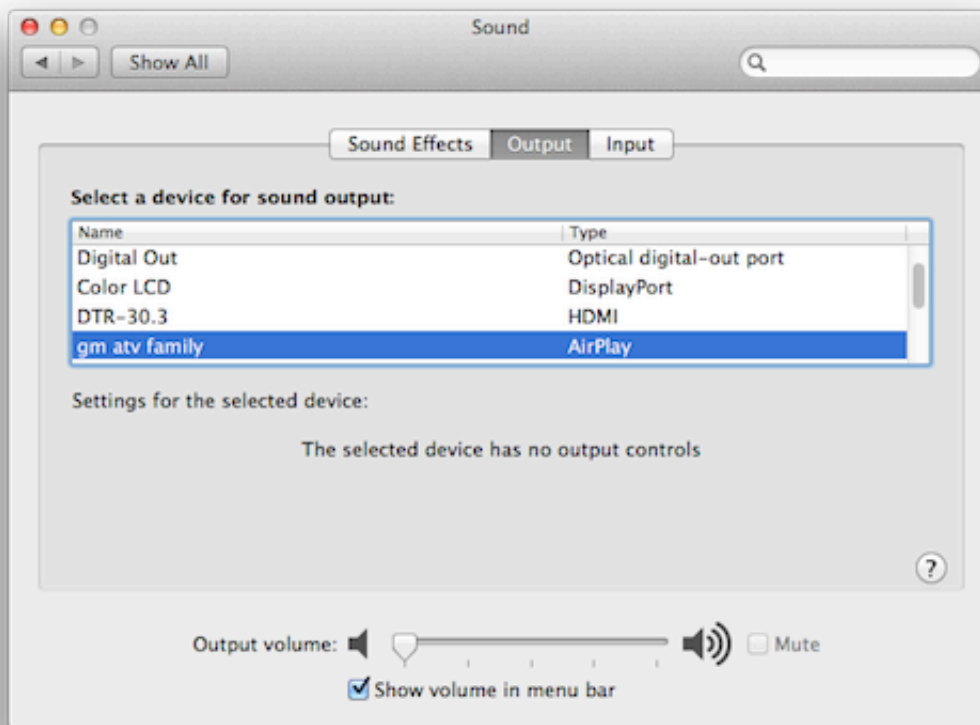 Sound
Show All
Sound Effects Output Input
Select a device for sound output:
Name Type
Digital Out Optical digital-out port
Color LCD DisplayPort
DTR-30.3 HDMI
gm atv family AirPlay
Settings for the selected device:
The selected device has no output controls
?
Output volume: Mute
Show volume in menu bar